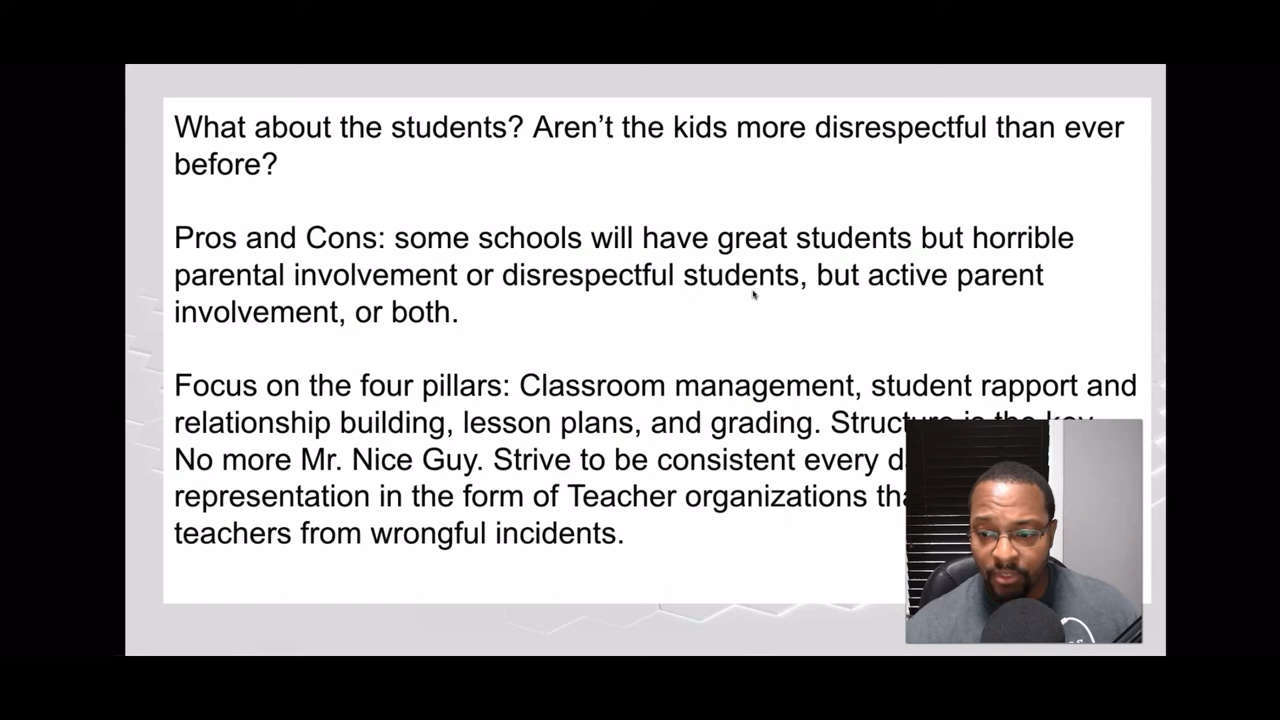 What about the students? Aren’t the kids more disrespectful than ever
before?
Pros and Cons: some schools will have great students but horrible
parental involvement or disrespectful students, but active parent
involvement, or both.
Focus on the four pillars: Classroom management, student rapport and
relationship building, lesson plans, and grading. Structure is the key.
No more Mr. Nice Guy. Strive to be consistent every
representation in the form of Teacher organizations
teachers from wrongful incidents.